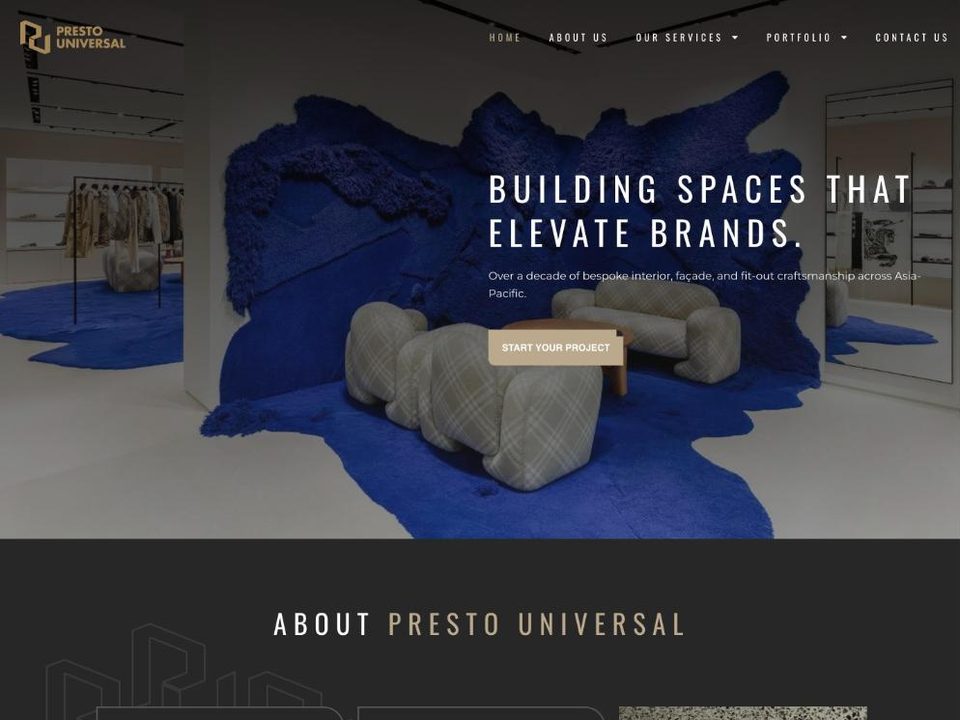 PRESTO
UNIVERSAL
HOME ABOUT US OUR SERVICES PORTFOLIO CONTACT US
BUILDING SPACES THAT
ELEVATE BRANDS.
Over a decade of bespoke interior, façade, and fit-out craftsmanship across Asia-
Pacific.
START YOUR PROJECT
ABOUT PRESTO UNIVERSAL